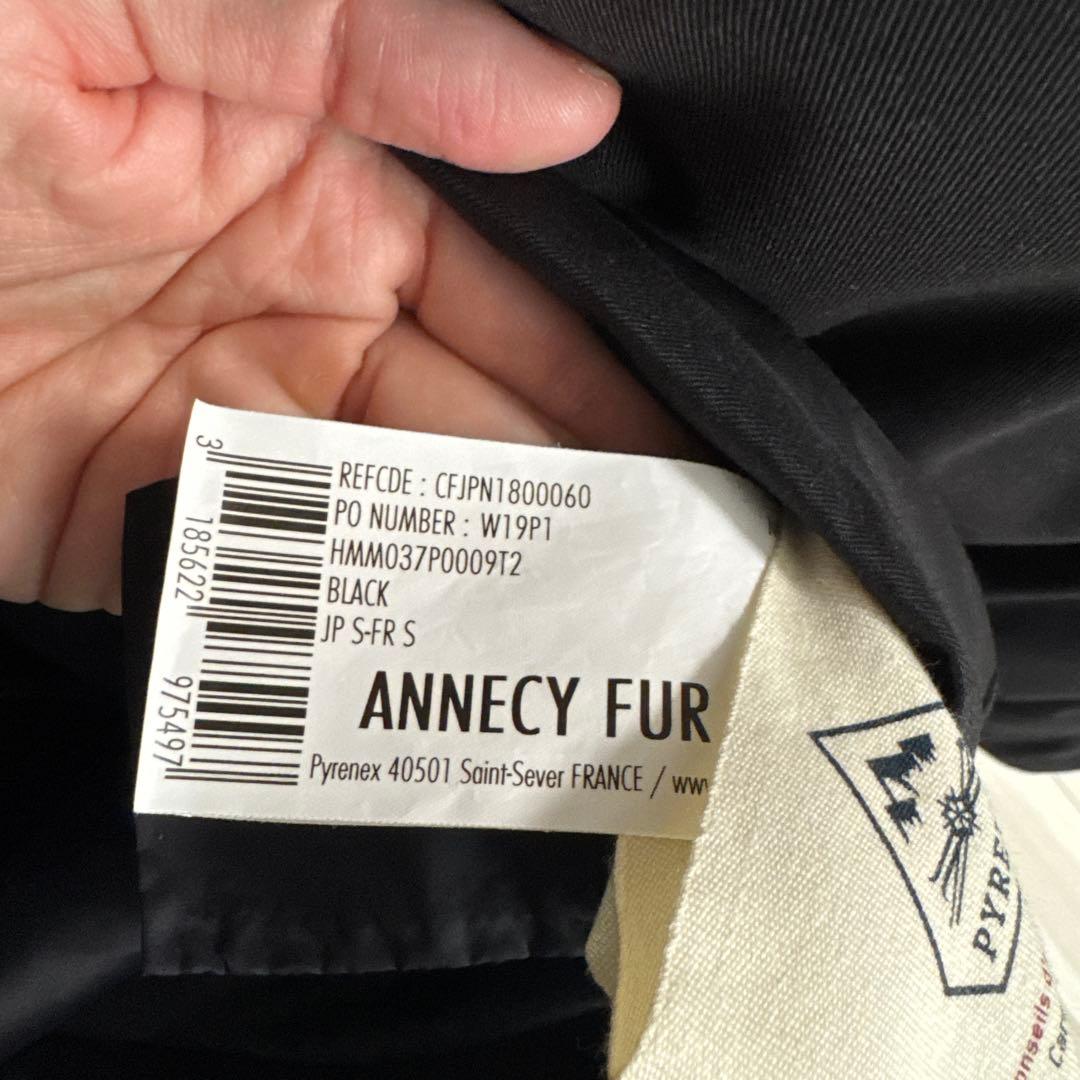 REFCDE : CFJPN1800060
PO NUMBER : W19P1
HMM037P0009T2
BLACK
JP S-FR S
ANNECY FUR
Pyrenex 40501 Saint-Sever FRANCE /
3 185622 975497